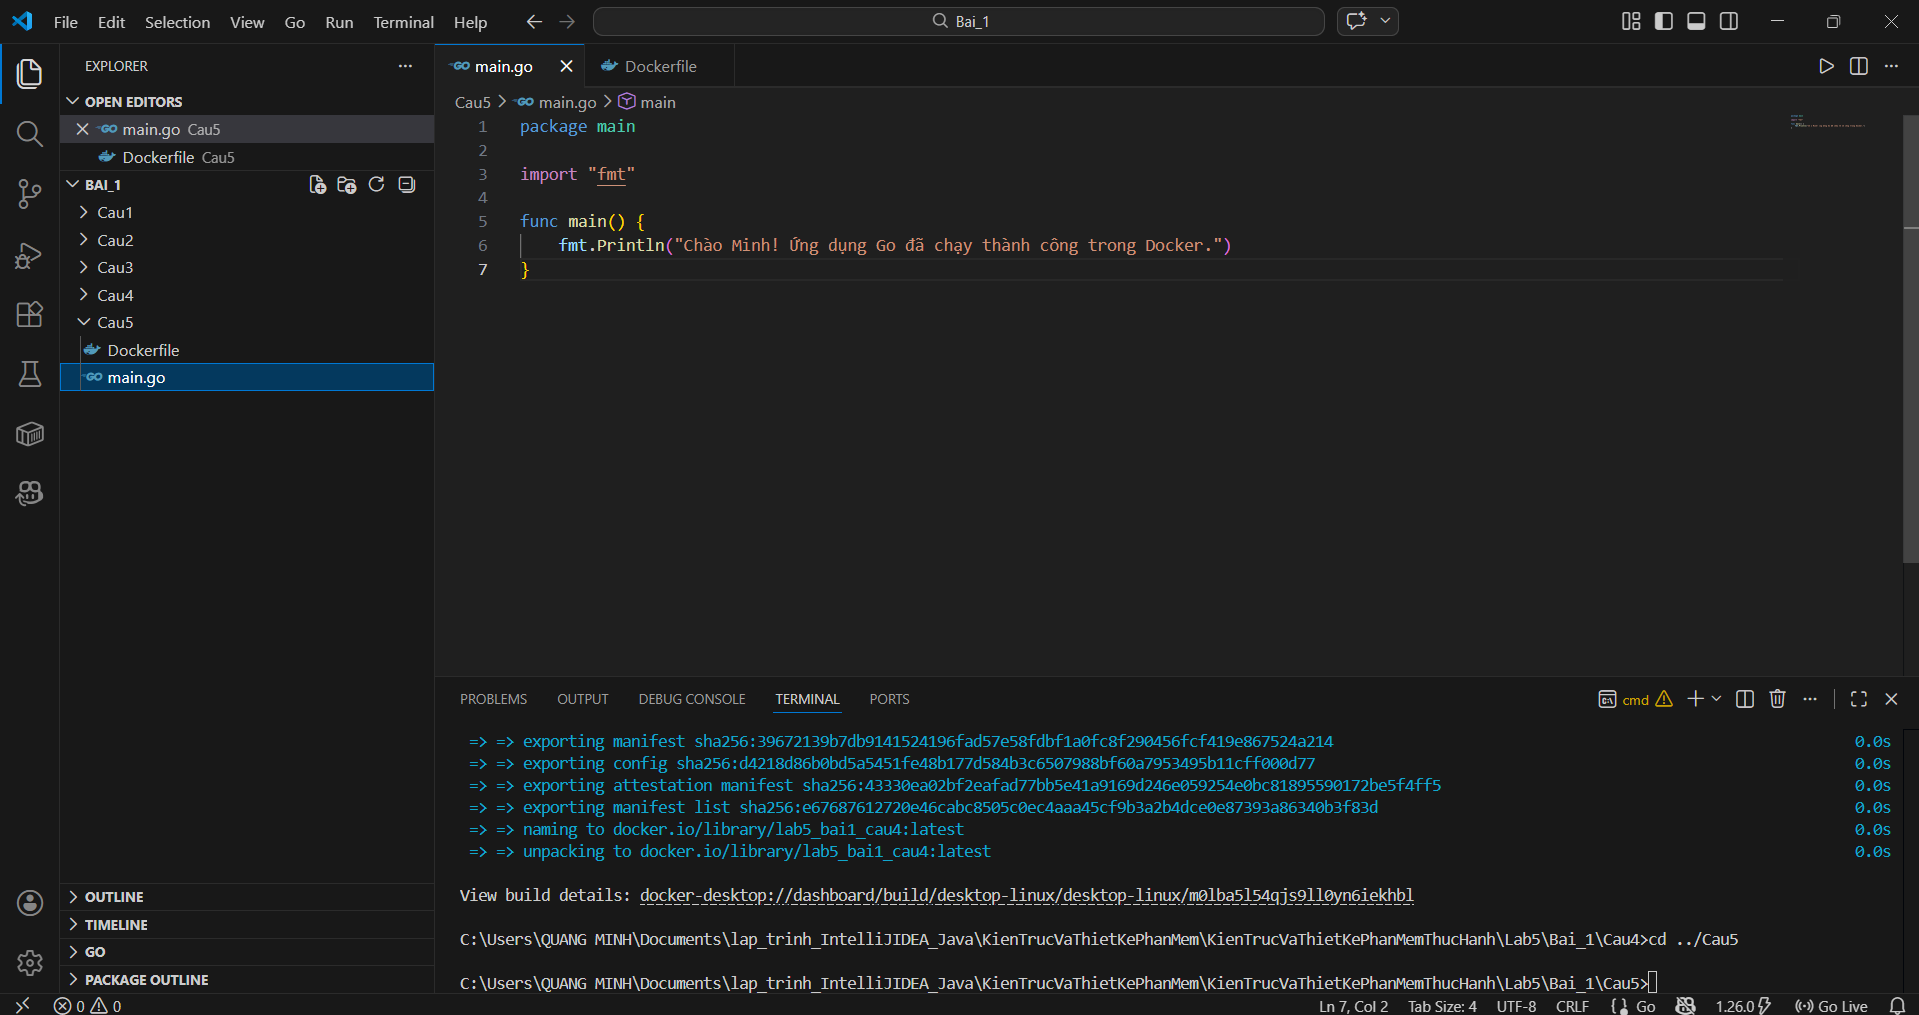 File Edit Selection View Go Run Terminal Help
Bai_1
EXPLORER
OPEN EDITORS
main.go Cau5
Dockerfile Cau5
BAI_1
Cau1
Cau2
Cau3
Cau4
Cau5
Dockerfile
main.go
OUTLINE
TIMELINE
GO
PACKAGE OUTLINE
main.go
Dockerfile
Cau5 > main.go > main
1 package main
2
3 import "fmt"
4
5 func main() {
6 fmt.Println("Chào Minh! Ứng dụng Go đã chạy thành công trong Docker.")
7 }
PROBLEMS OUTPUT DEBUG CONSOLE TERMINAL PORTS
cmd
=> => exporting manifest sha256:39672139b7db9141524196fad57e58fdbf1a0fc8f290456fcf419e867524a214 0.0s
=> => exporting config sha256:d4218d86b0bd5a5451fe48b177d584b3c6507988bf60a7953495b11cff000d77 0.0s
=> => exporting attestation manifest sha256:43330ea02bf2eafad77bb5e41a9169d246e059254e0bc81895590172be5f4ff5 0.0s
=> => exporting manifest list sha256:e67687612720e46cabc8505c0ec4aaa45cf9b3a2b4dce0e87393a86340b3f83d 0.0s
=> => naming to docker.io/library/lab5_bai1_cau4:latest 0.0s
=> => unpacking to docker.io/library/lab5_bai1_cau4:latest 0.0s
View build details: docker-desktop://dashboard/build/desktop-linux/desktop-linux/m0lba5l54qjs9ll0yn6iekhbl
C:\Users\QUANG MINH\Documents\lap_trinh_IntelliJIDEA_Java\KienTrucVaThietKePhanMem\KienTrucVaThietKePhanMemThucHanh\Lab5\Bai_1\Cau4>cd ../Cau5
C:\Users\QUANG MINH\Documents\lap_trinh_IntelliJIDEA_Java\KienTrucVaThietKePhanMem\KienTrucVaThietKePhanMemThucHanh\Lab5\Bai_1\Cau5>
0 0 Ln 7, Col 2 Tab Size: 4 UTF-8 CRLF {} Go 1.26.0 Go Live